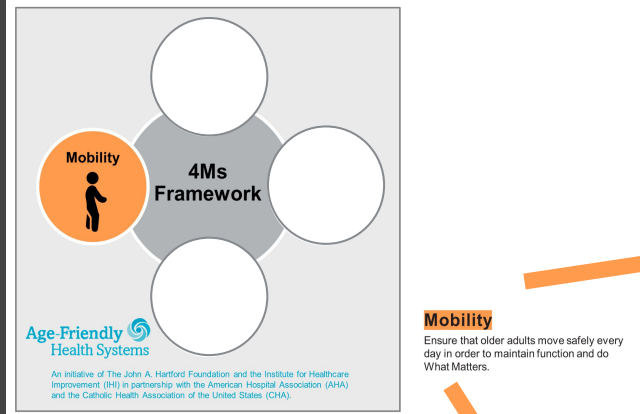 Mobility
4Ms
Framework
Age-Friendly
Health Systems
An initiative of The John A. Hartford Foundation and the Institute for Healthcare
Improvement (IHI) in partnership with the American Hospital Association (AHA)
and the Catholic Health Association of the United States (CHA).
Mobility
Ensure that older adults move safely every
day in order to maintain function and do
What Matters.